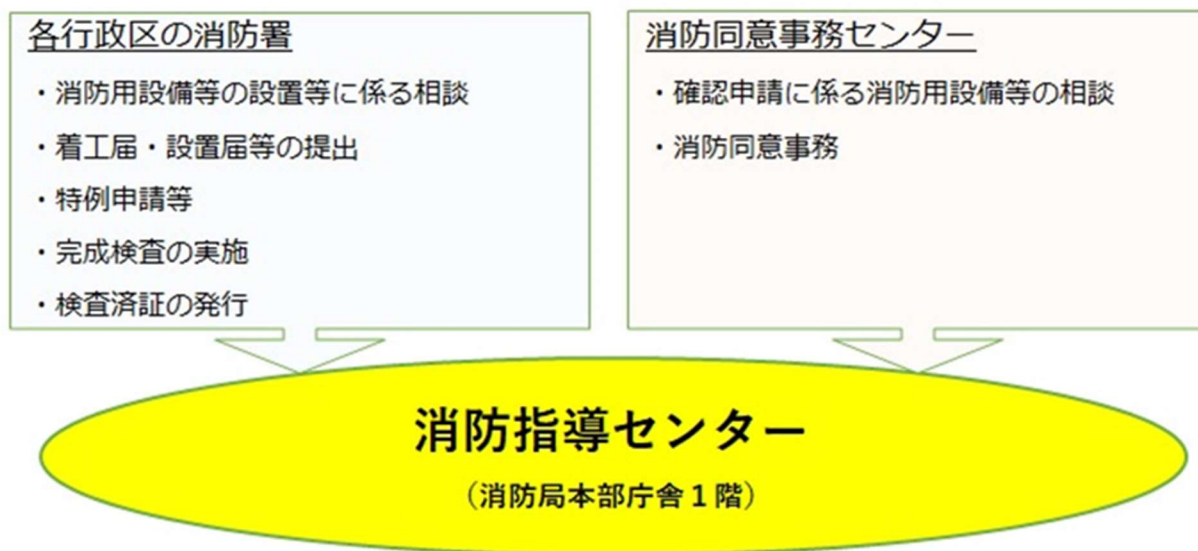 各行政区の消防署
・消防用設備等の設置等に係る相談
・着工届・設置届等の提出
・特例申請等
・完成検査の実施
・検査済証の発行
消防同意事務センター
・確認申請に係る消防用設備等の相談
・消防同意事務
消防指導センター
（消防局本部庁舎１階）